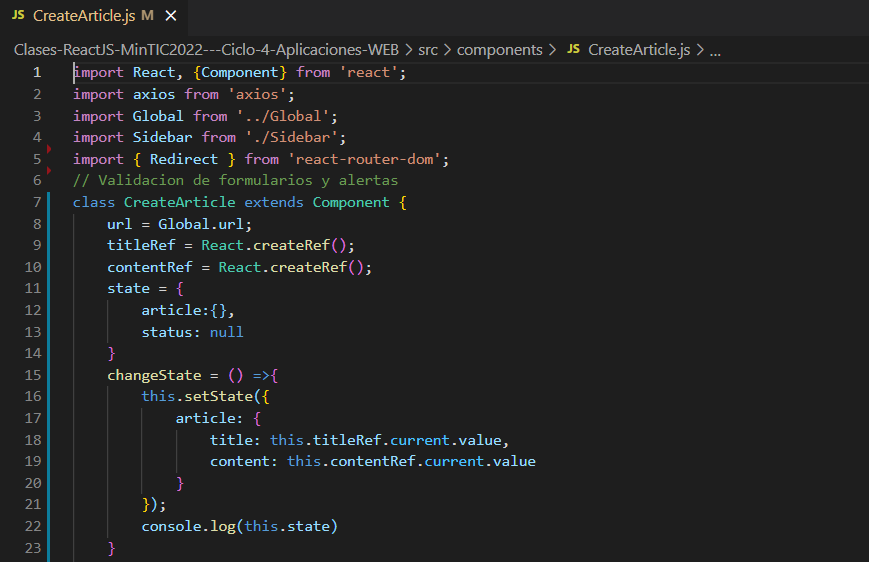 JS CreateArticle.js M ×
Clases-ReactJS-MinTIC2022---Ciclo-4-Aplicaciones-WEB > src > components > JS CreateArticle.js > ...
1 import React, {Component} from 'react';
2 import axios from 'axios';
3 import Global from '../Global';
4 import Sidebar from './Sidebar';
5 import { Redirect } from 'react-router-dom';
6 // Validacion de formularios y alertas
7 class CreateArticle extends Component {
8     url = Global.url;
9     titleRef = React.createRef();
10     contentRef = React.createRef();
11     state = {
12         article:{},
13         status: null
14     }
15     changeState = () =>{
16         this.setState({
17             article: {
18                 title: this.titleRef.current.value,
19                 content: this.contentRef.current.value
20             }
21         });
22         console.log(this.state)
23     }